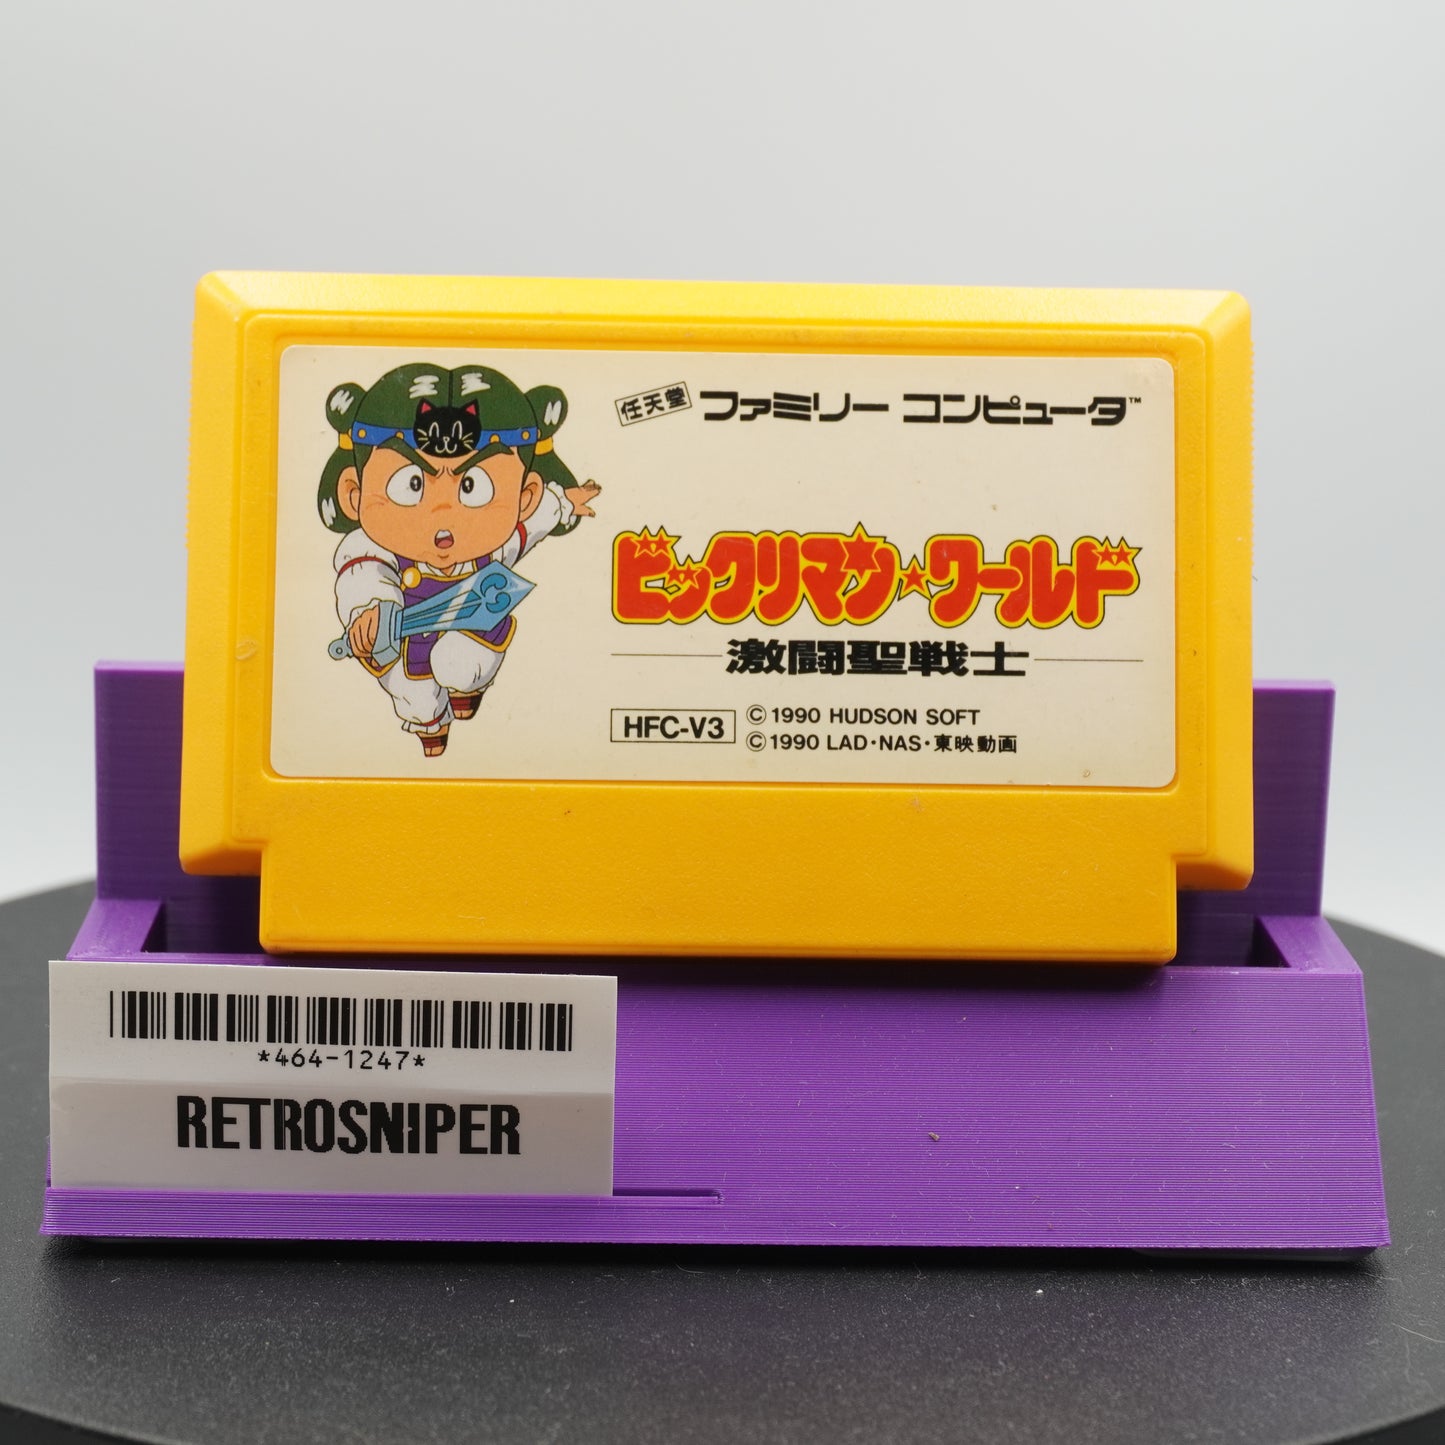 任天堂 ファミリー コンピュータ™
ビックリマン★ワールド
激闘聖戦士
HFC-V3 ©1990 HUDSON SOFT
©1990 LAD・NAS・東映動画
*464-1247*
RETROSNIPER